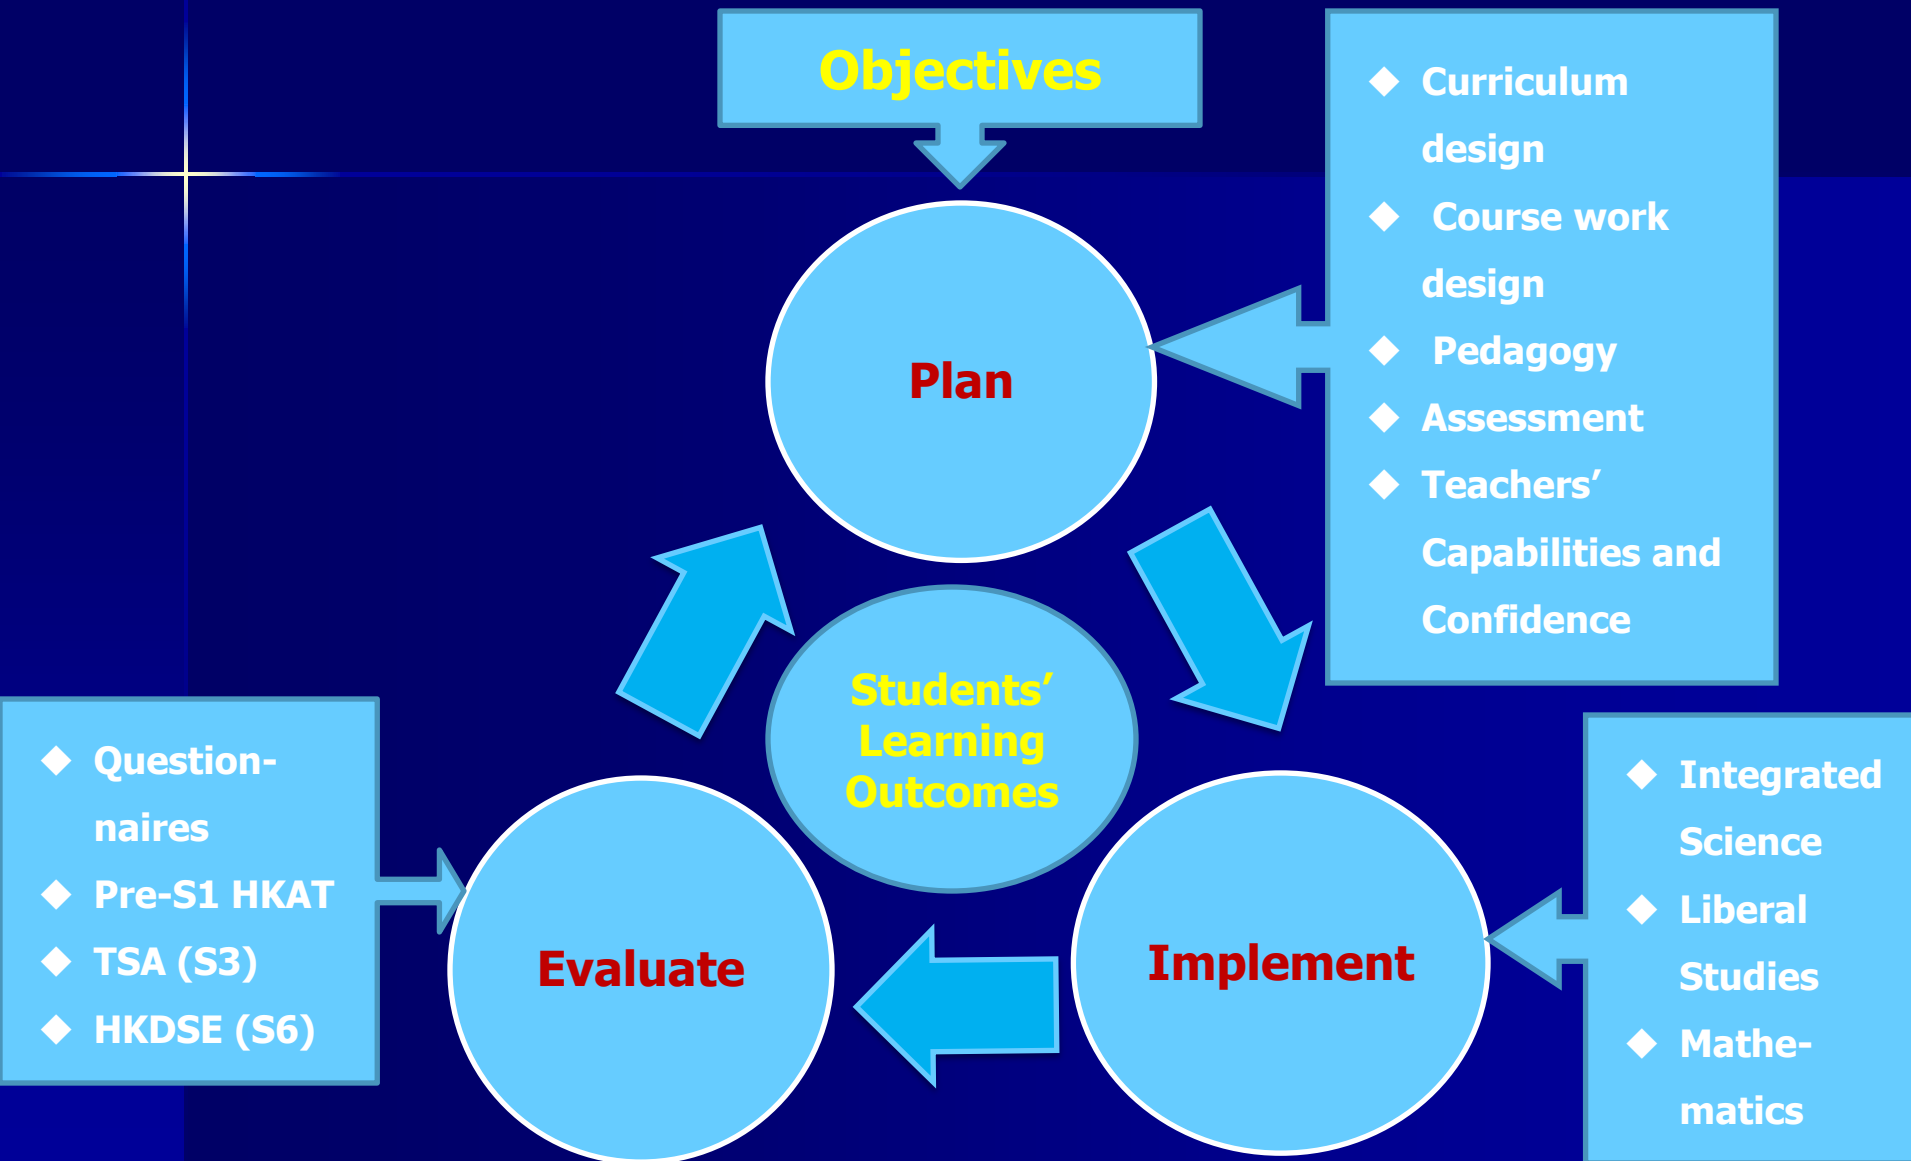 Objectives
Curriculum
design
Course work
design
Pedagogy
Assessment
Teachers’
Capabilities and
Confidence
Plan
Students’
Learning
Outcomes
Question-
naires
Pre-S1 HKAT
TSA (S3)
HKDSE (S6)
Evaluate
Implement
Integrated
Science
Liberal
Studies
Mathe-
matics